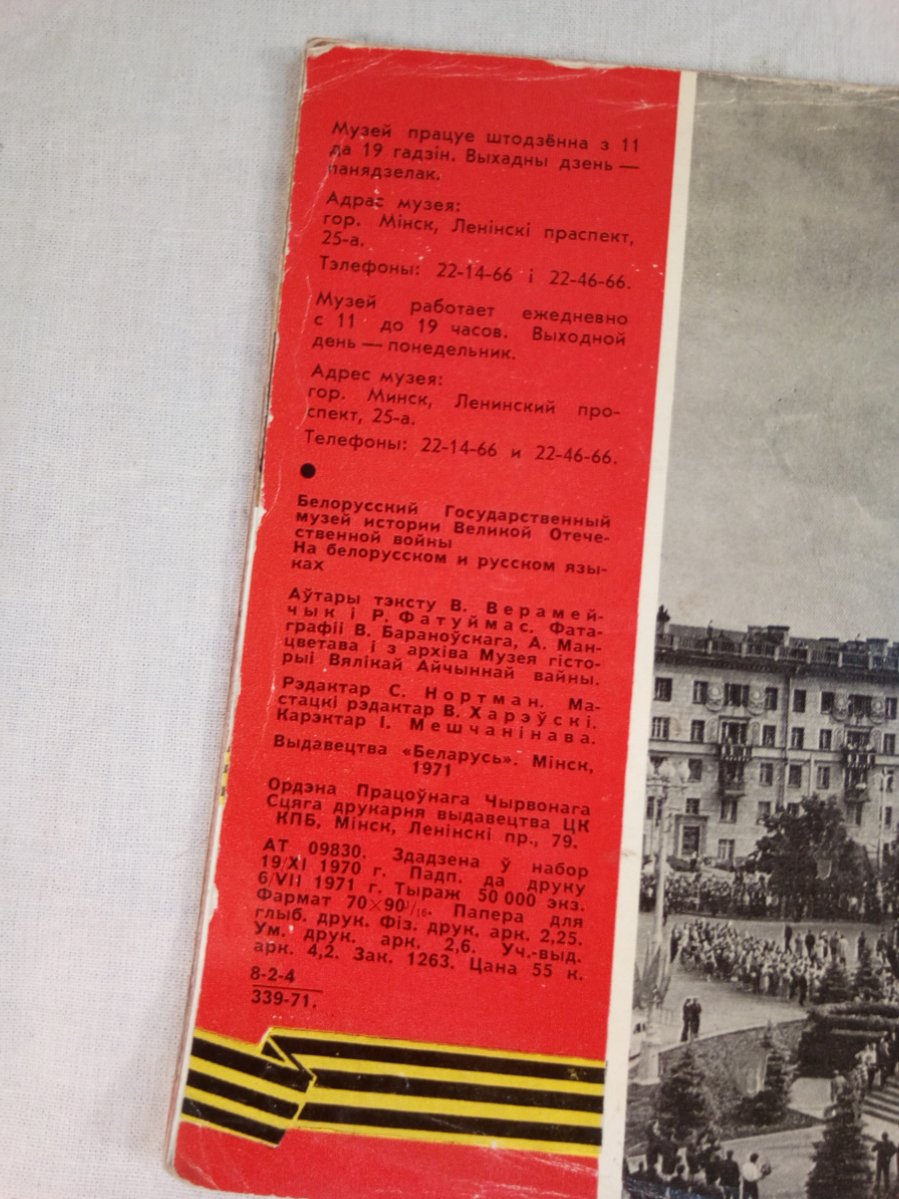 Музей працуе штодзённа з 11
да 19 гадзін. Выхадны дзень —
панядзелак.
Адрас музея:
гор. Мінск, Ленінскі праспект,
25-а.
Тэлефоны: 22-14-66 і 22-46-66.
Музей работает ежедневно
с 11 до 19 часов. Выходной
день — понедельник.
Адрес музея:
гор. Минск, Ленинский про-
спект, 25-а.
Телефоны: 22-14-66 и 22-46-66.
Белорусский Государственный
музей истории Великой Отече-
ственной войны
На белорусском и русском язы-
ках
Аўтары тэксту В. Верамей-
чык і Р. Фатуймас. Фата-
графіі В. Бараноўскага, А. Ман-
цветава і з архіва Музея гісто-
рыі Вялікай Айчыннай вайны.
Рэдактар С. Нортман. Ма-
стацкі рэдактар В. Харэўскі.
Карэктар І. Мешчанінава.
Выдавецтва «Беларусь». Мінск,
1971
Ордэна Працоўнага Чырвонага
Сцяга друкарня выдавецтва ЦК
КПБ, Мінск, Ленінскі пр., 79.
АТ 09830. Здадзена ў набор
19/XI 1970 г. Падп. да друку
6/VII 1971 г. Тыраж 50 000 экз.
Фармат 70×90 1/16. Папера для
глыб. друк. Фіз. друк. арк. 2,25.
Ум. друк. арк. 2,6. Уч.-выд.
арк. 4,2. Зак. 1263. Цана 55 к.
8-2-4
339-71.